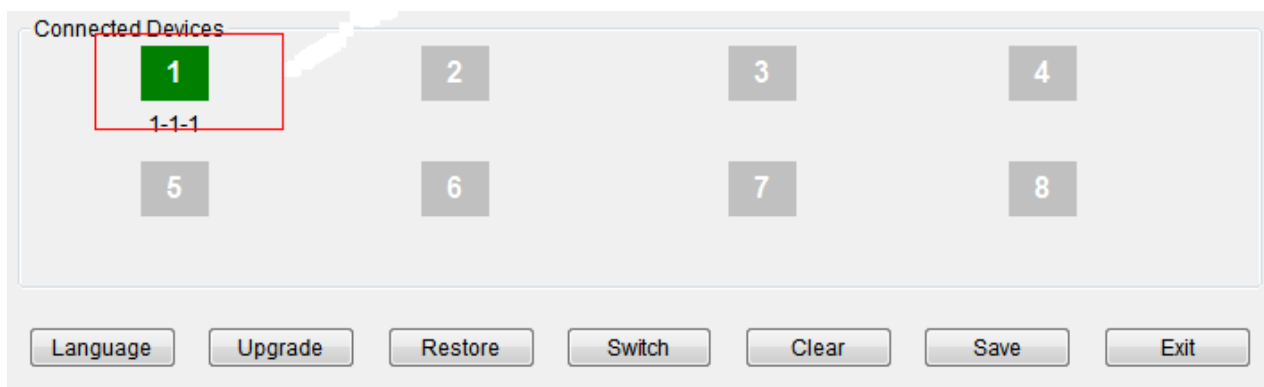 Connected Devices
1 2 3 4
1-1-1
5 6 7 8
Language Upgrade Restore Switch Clear Save Exit